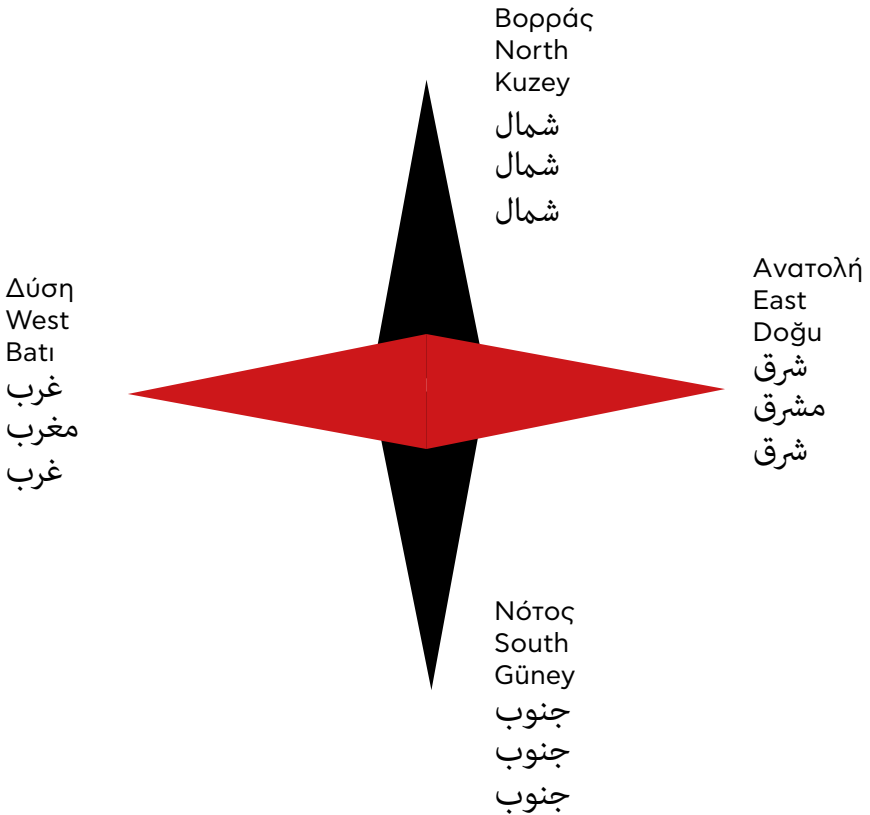 Βορράς
North
Kuzey
شمال
شمال
شمال
Δύση
West
Batı
غرب
مغرب
غرب
Ανατολή
East
Doğu
شرق
مشرق
شرق
Νότος
South
Güney
جنوب
جنوب
جنوب